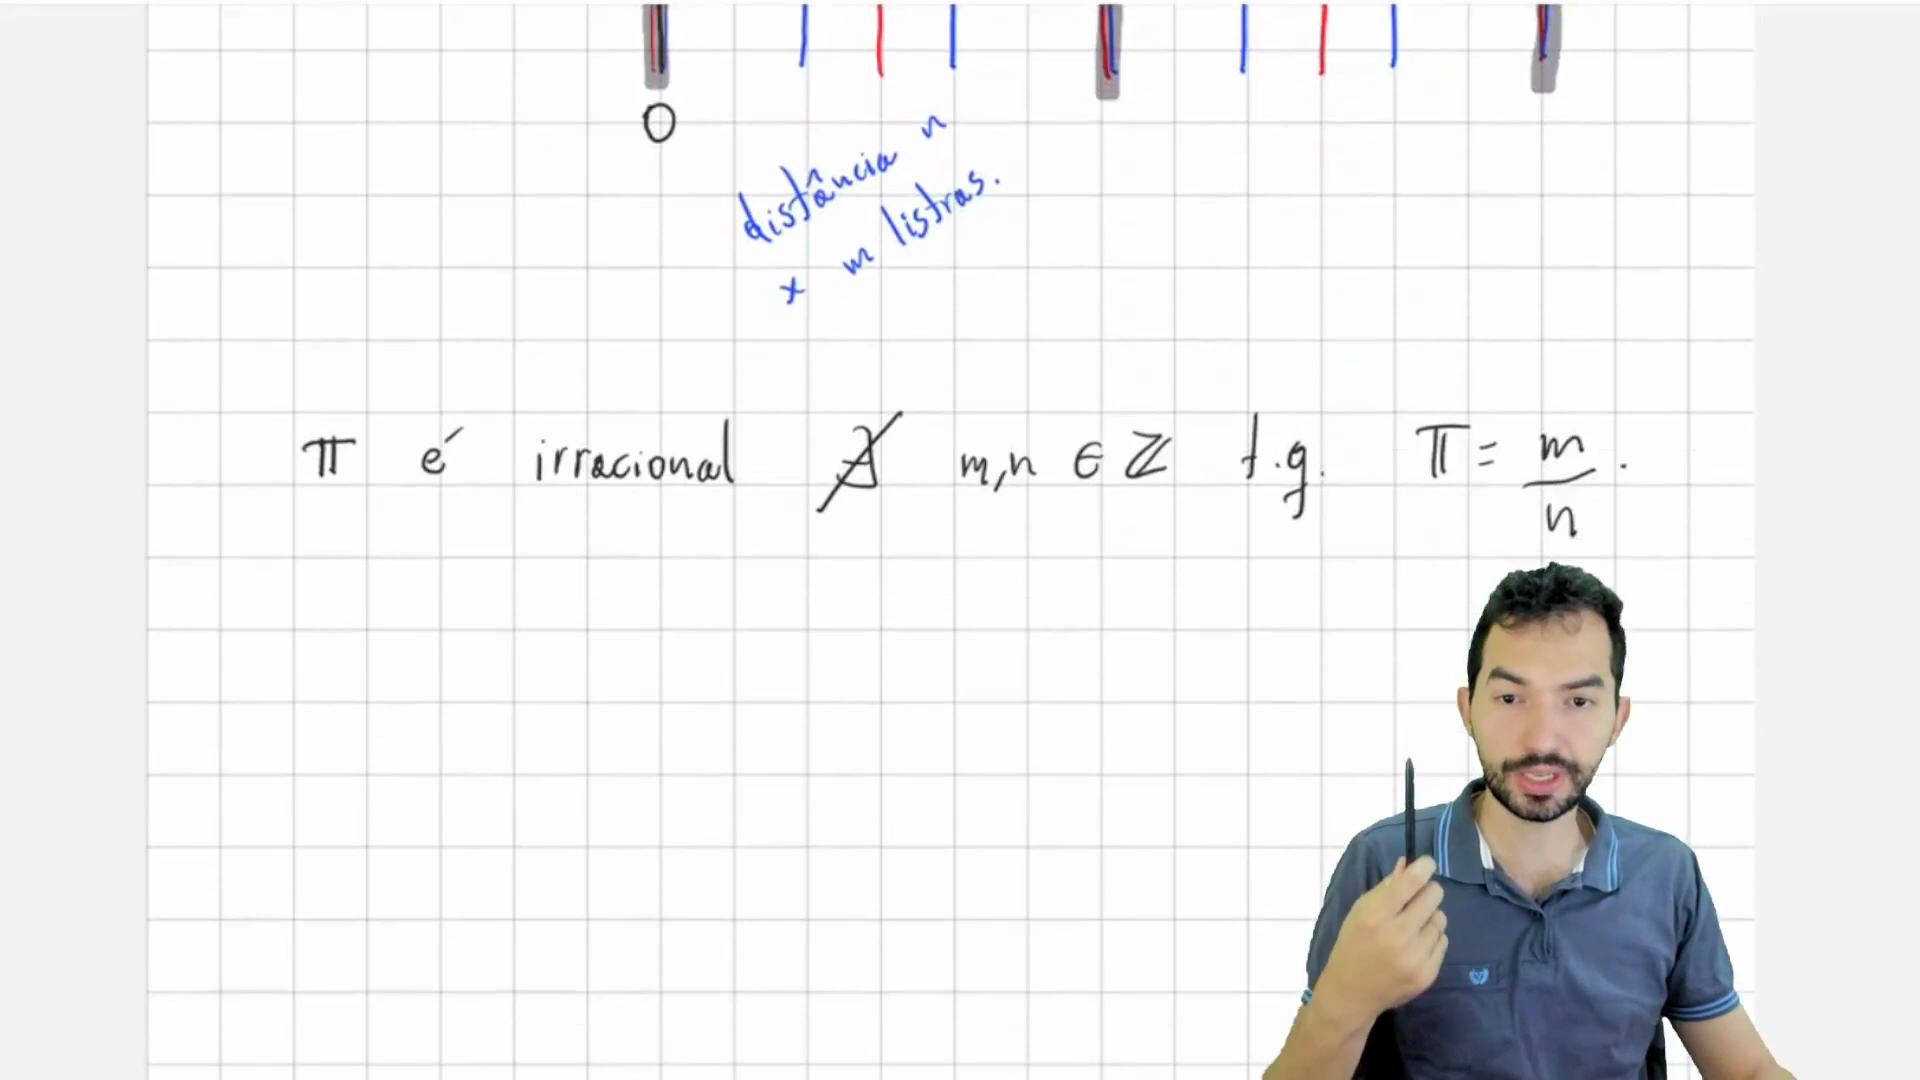 0
distância n
x m listras.
π é irracional ∄ m,n ∈ ℤ t.q. π = m/n.